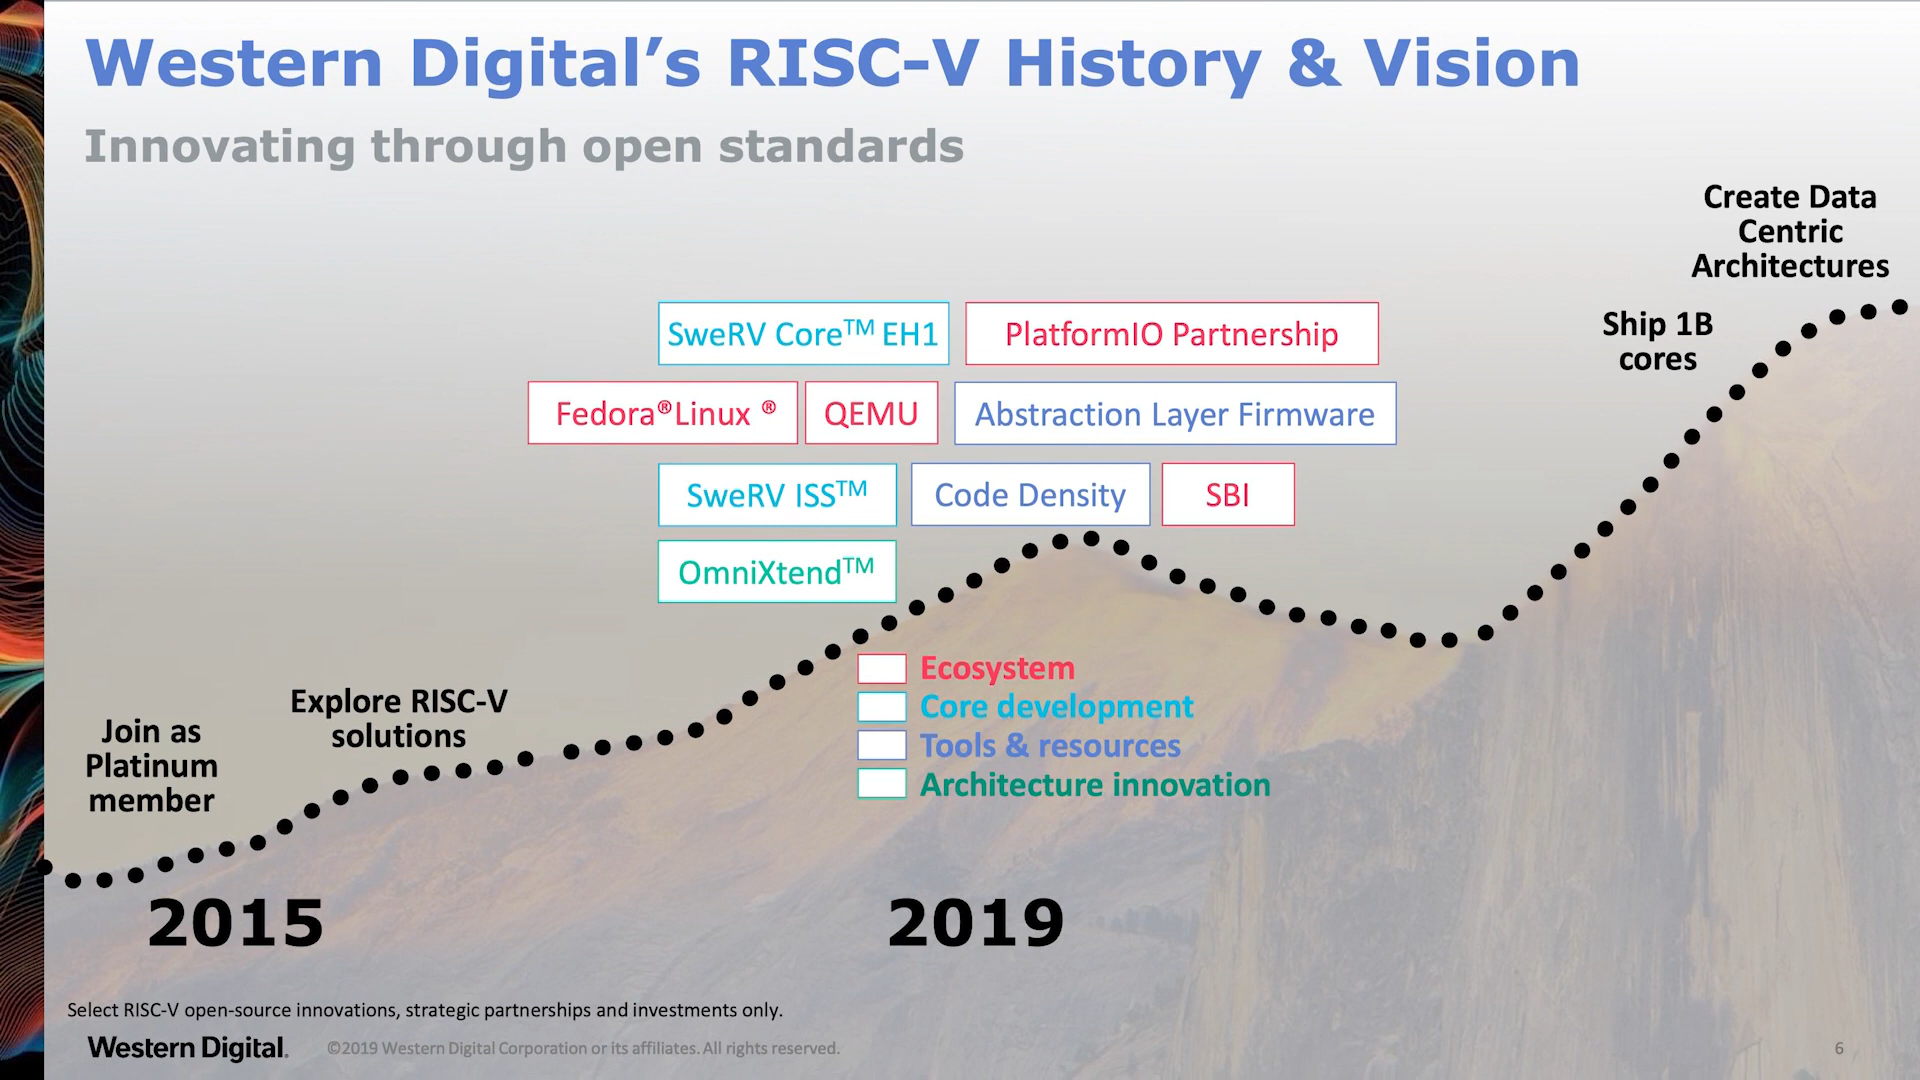 Western Digital’s RISC-V History & Vision
Innovating through open standards
Create Data
Centric
Architectures
Ship 1B
cores
SweRV Core™ EH1
PlatformIO Partnership
Fedora®Linux ®
QEMU
Abstraction Layer Firmware
SweRV ISS™
Code Density
SBI
OmniXtend™
Ecosystem
Core development
Tools & resources
Architecture innovation
Explore RISC-V
solutions
Join as
Platinum
member
2015
2019
Select RISC-V open-source innovations, strategic partnerships and investments only.
Western Digital.
©2019 Western Digital Corporation or its affiliates. All rights reserved.
6